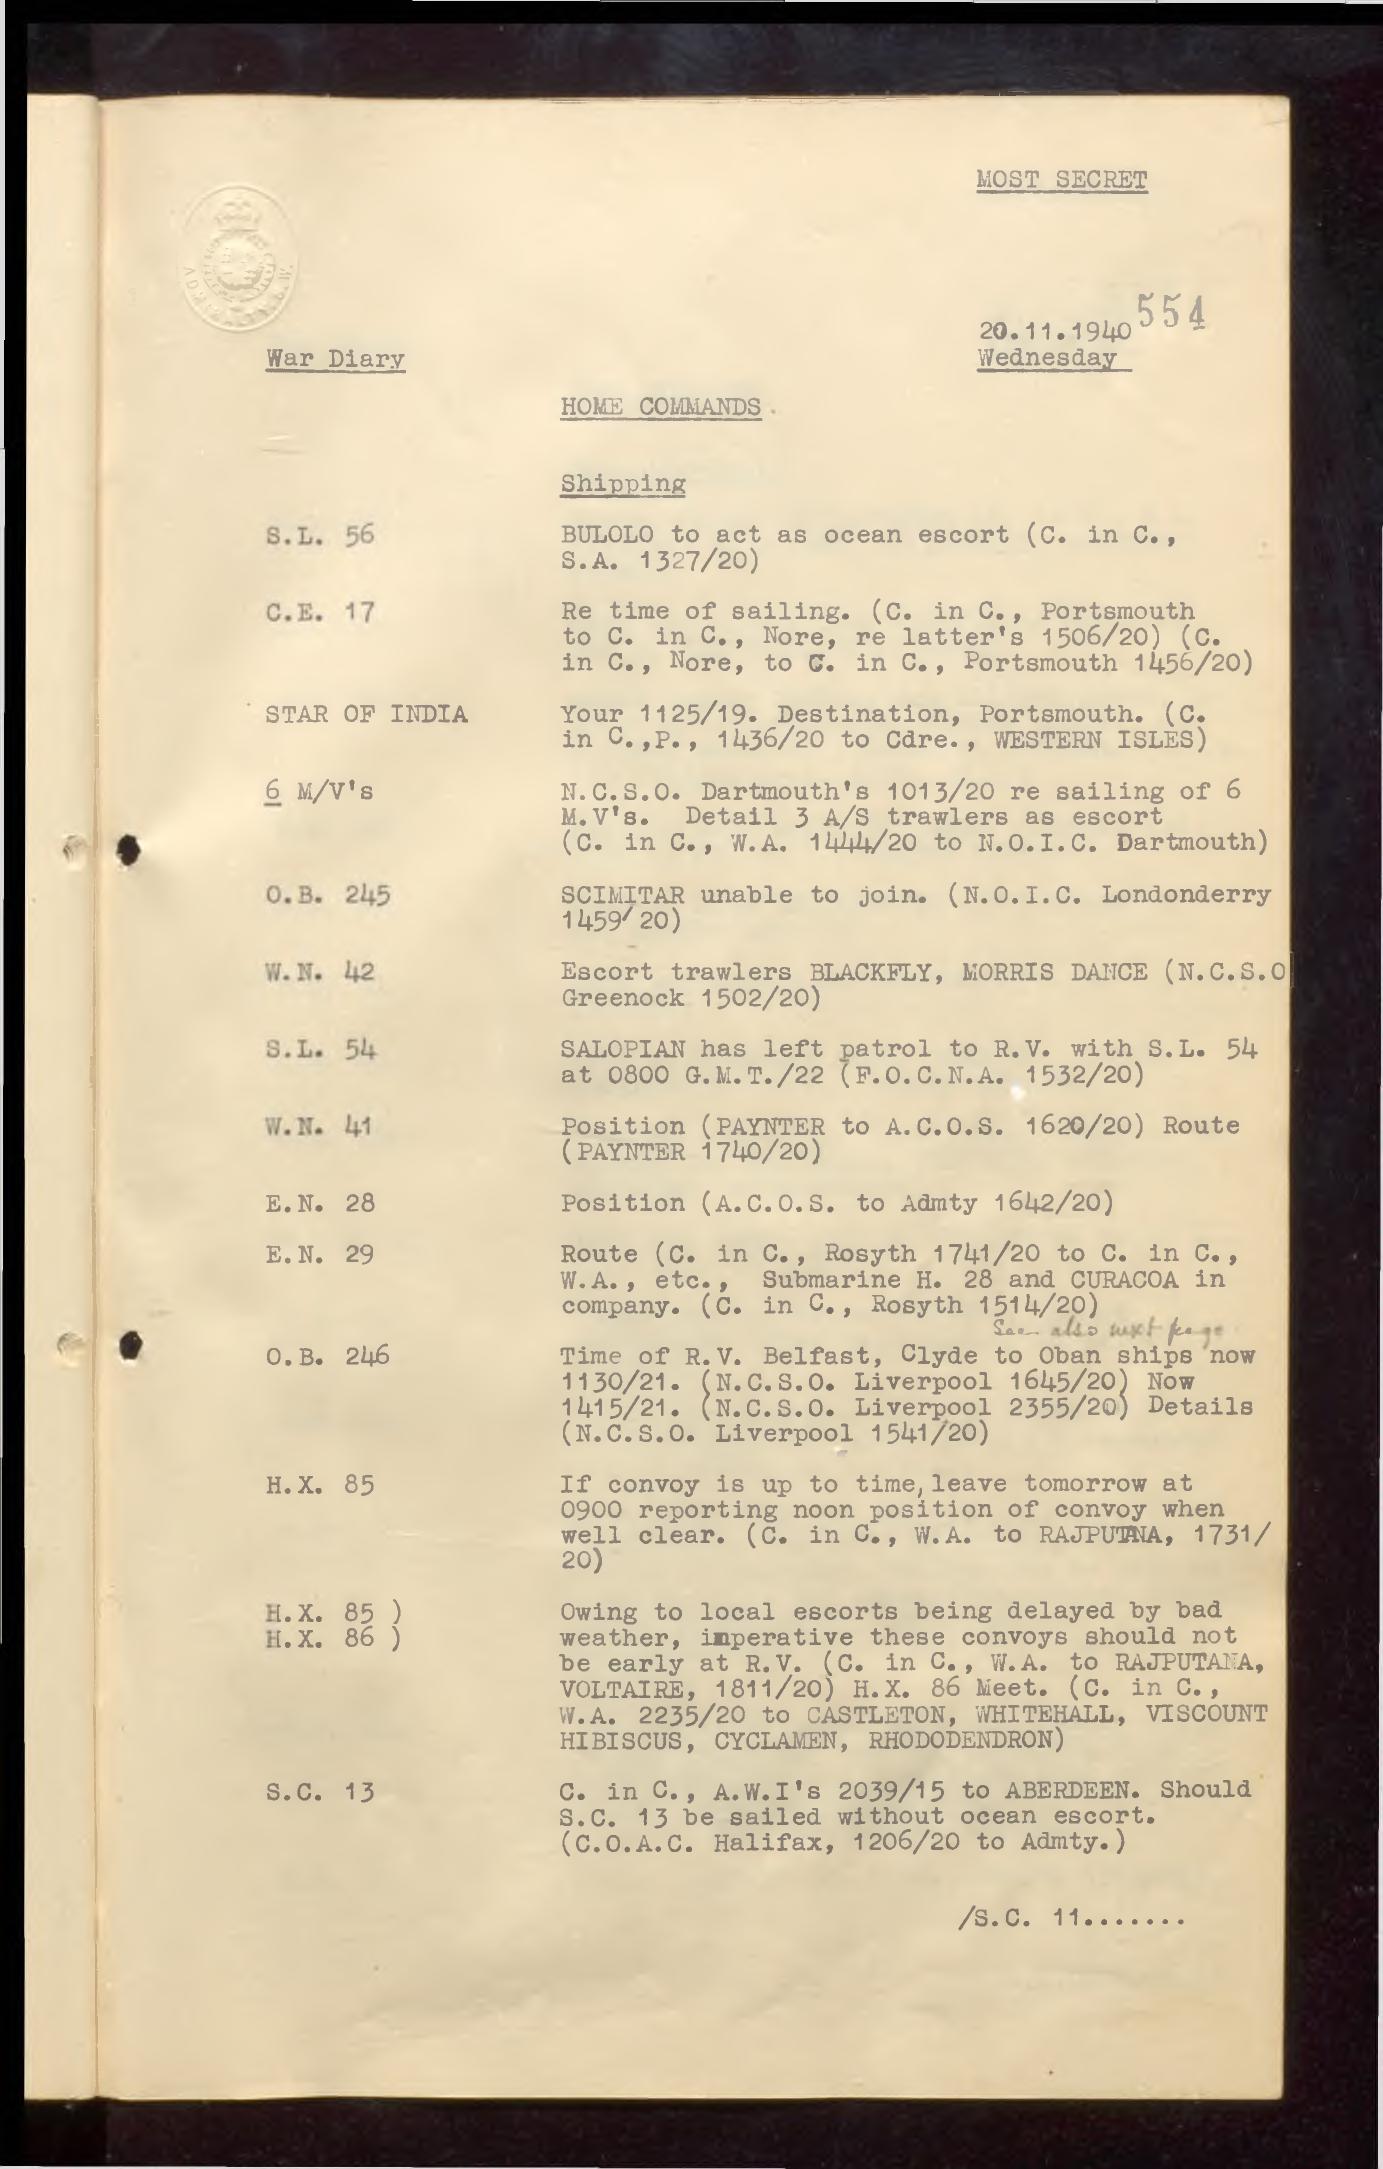 MOST SECRET
554
20.11.1940
War Diary
Wednesday
HOME COMMANDS.
Shipping
S.L. 56 BULOLO to act as ocean escort (C. in C.,
S.A. 1327/20)
C.E. 17 Re time of sailing. (C. in C., Portsmouth
to C. in C., Nore, re latter's 1506/20) (C.
in C., Nore, to C. in C., Portsmouth 1456/20)
STAR OF INDIA Your 1125/19. Destination, Portsmouth. (C.
in C.,P., 1436/20 to Cdre., WESTERN ISLES)
6 M/V's N.C.S.O. Dartmouth's 1013/20 re sailing of 6
M.V's. Detail 3 A/S trawlers as escort
(C. in C., W.A. 1444/20 to N.O.I.C. Dartmouth)
O.B. 245 SCIMITAR unable to join. (N.O.I.C. Londonderry
1459/20)
W.N. 42 Escort trawlers BLACKFLY, MORRIS DANCE (N.C.S.O
Greenock 1502/20)
S.L. 54 SALOPIAN has left patrol to R.V. with S.L. 54
at 0800 G.M.T./22 (F.O.C.N.A. 1532/20)
W.N. 41 Position (PAYNTER to A.C.O.S. 1620/20) Route
(PAYNTER 1740/20)
E.N. 28 Position (A.C.O.S. to Admty 1642/20)
E.N. 29 Route (C. in C., Rosyth 1741/20 to C. in C.,
W.A., etc., Submarine H. 28 and CURACOA in
company. (C. in C., Rosyth 1514/20)
See also next page
O.B. 246 Time of R.V. Belfast, Clyde to Oban ships now
1130/21. (N.C.S.O. Liverpool 1645/20) Now
1415/21. (N.C.S.O. Liverpool 2355/20) Details
(N.C.S.O. Liverpool 1541/20)
H.X. 85 If convoy is up to time, leave tomorrow at
0900 reporting noon position of convoy when
well clear. (C. in C., W.A. to RAJPUTANA, 1731/
20)
H.X. 85 ) Owing to local escorts being delayed by bad
H.X. 86 ) weather, imperative these convoys should not
be early at R.V. (C. in C., W.A. to RAJPUTANA,
VOLTAIRE, 1811/20) H.X. 86 Meet. (C. in C.,
W.A. 2235/20 to CASTLETON, WHITEHALL, VISCOUNT
HIBISCUS, CYCLAMEN, RHODODENDRON)
S.C. 13 C. in C., A.W.I's 2039/15 to ABERDEEN. Should
S.C. 13 be sailed without ocean escort.
(C.O.A.C. Halifax, 1206/20 to Admty.)
/S.C. 11.......